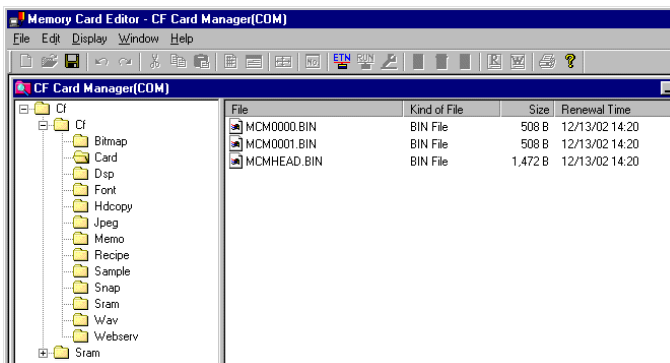 Memory Card Editor - CF Card Manager(COM)
File Edit Display Window Help
NO ETN RUN R W ?
CF Card Manager(COM)
Cf
Cf
Bitmap
Card
Dsp
Font
Hdcopy
Jpeg
Memo
Recipe
Sample
Snap
Sram
Wav
Webserv
Sram
File Kind of File Size Renewal Time
MCM0000.BIN BIN File 508 B 12/13/02 14:20
MCM0001.BIN BIN File 508 B 12/13/02 14:20
MCMHEAD.BIN BIN File 1,472 B 12/13/02 14:20